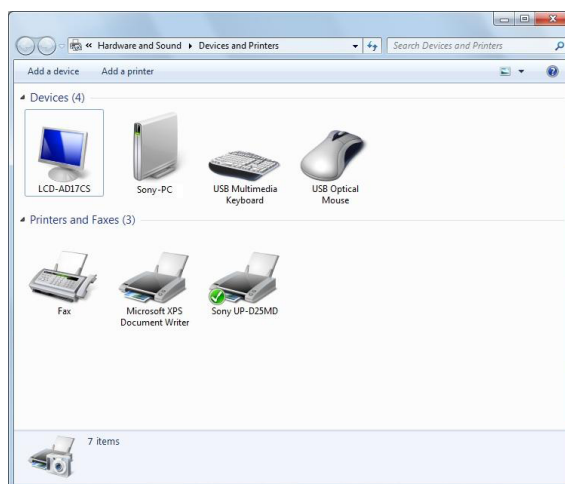 « Hardware and Sound ▸ Devices and Printers
Search Devices and Printers
Add a device Add a printer
Devices (4)
LCD-AD17CS
Sony-PC
USB Multimedia
Keyboard
USB Optical
Mouse
Printers and Faxes (3)
Fax
Microsoft XPS
Document Writer
Sony UP-D25MD
7 items